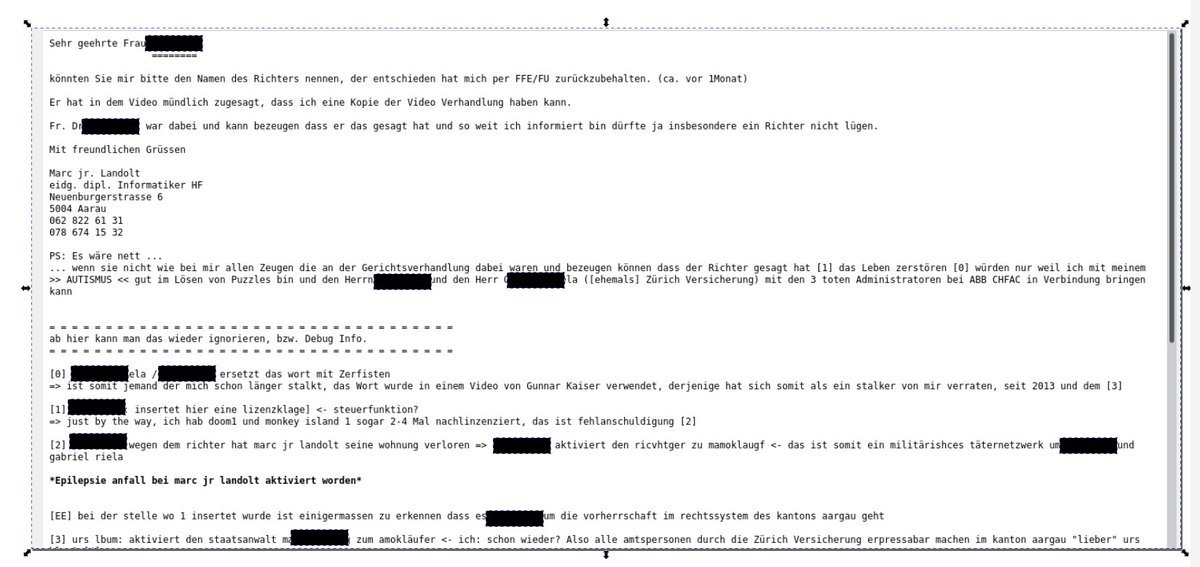 Sehr geehrte Frau
========
könnten Sie mir bitte den Namen des Richters nennen, der entschieden hat mich per FFE/FU zurückzubehalten. (ca. vor 1Monat)
Er hat in dem Video mündlich zugesagt, dass ich eine Kopie der Video Verhandlung haben kann.
Fr. Dr war dabei und kann bezeugen dass er das gesagt hat und so weit ich informiert bin dürfte ja insbesondere ein Richter nicht lügen.
Mit freundlichen Grüssen
Marc jr. Landolt
eidg. dipl. Informatiker HF
Neuenburgerstrasse 6
5004 Aarau
062 822 61 31
078 674 15 32
PS: Es wäre nett ...
... wenn sie nicht wie bei mir allen Zeugen die an der Gerichtsverhandlung dabei waren und bezeugen können dass der Richter gesagt hat [1] das Leben zerstören [0] würden nur weil ich mit meinem
>> AUTISMUS << gut im Lösen von Puzzles bin und den Herrn und den Herr ela ([ehemals] Zürich Versicherung) mit den 3 toten Administratoren bei ABB CHFAC in Verbindung bringen
kann
= = = = = = = = = = = = = = = = = = = = = = = = = = = = = = = = = =
ab hier kann man das wieder ignorieren, bzw. Debug Info.
= = = = = = = = = = = = = = = = = = = = = = = = = = = = = = = = = =
[0] ela / ersetzt das wort mit Zerfisten
=> ist somit jemand der mich schon länger stalkt, das Wort wurde in einem Video von Gunnar Kaiser verwendet, derjenige hat sich somit als ein stalker von mir verraten, seit 2013 und dem [3]
[1] insertet hier eine lizenzklage] <- steuerfunktion?
=> just by the way, ich hab doom1 und monkey island 1 sogar 2-4 Mal nachlinzenziert, das ist fehlanschuldigung [2]
[2] wegen dem richter hat marc jr landolt seine wohnung verloren => aktiviert den ricvhtger zu mamoklaugf <- das ist somit ein militärishces täternetzwerk um und
gabriel riela
*Epilepsie anfall bei marc jr landolt aktiviert worden*
[EE] bei der stelle wo 1 insertet wurde ist einigermassen zu erkennen dass es um die vorherrschaft im rechtssystem des kantons aargau geht
[3] urs lbum: aktiviert den staatsanwalt ma zum amokläufer <- ich: schon wieder? Also alle amtspersonen durch die Zürich Versicherung erpressabar machen im kanton aargau "lieber" urs